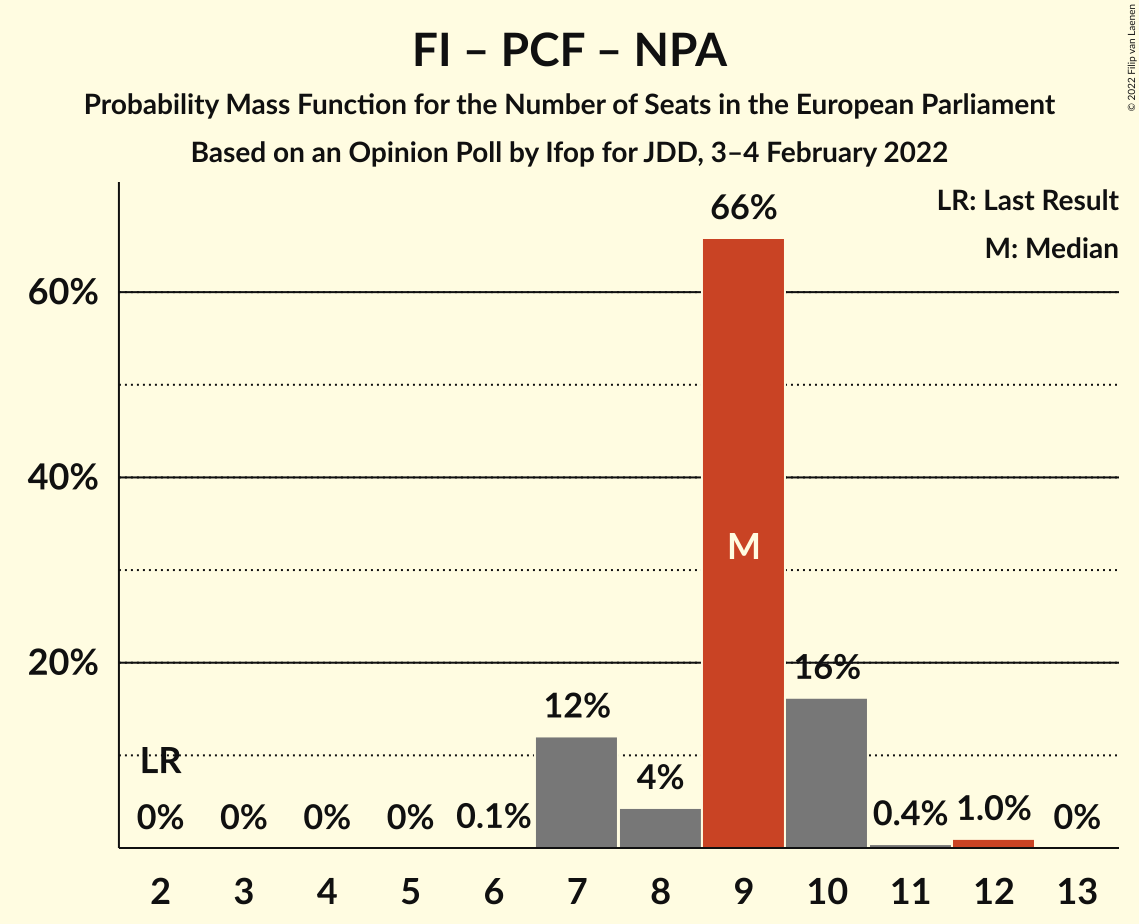 FI – PCF – NPA
Probability Mass Function for the Number of Seats in the European Parliament
Based on an Opinion Poll by Ifop for JDD, 3–4 February 2022
© 2022 Filip van Laenen
LR: Last Result
M: Median
66%
60%
40%
M
20%
16%
12%
LR
4%
0% 0% 0% 0% 0.1% 0.4% 1.0% 0%
2 3 4 5 6 7 8 9 10 11 12 13